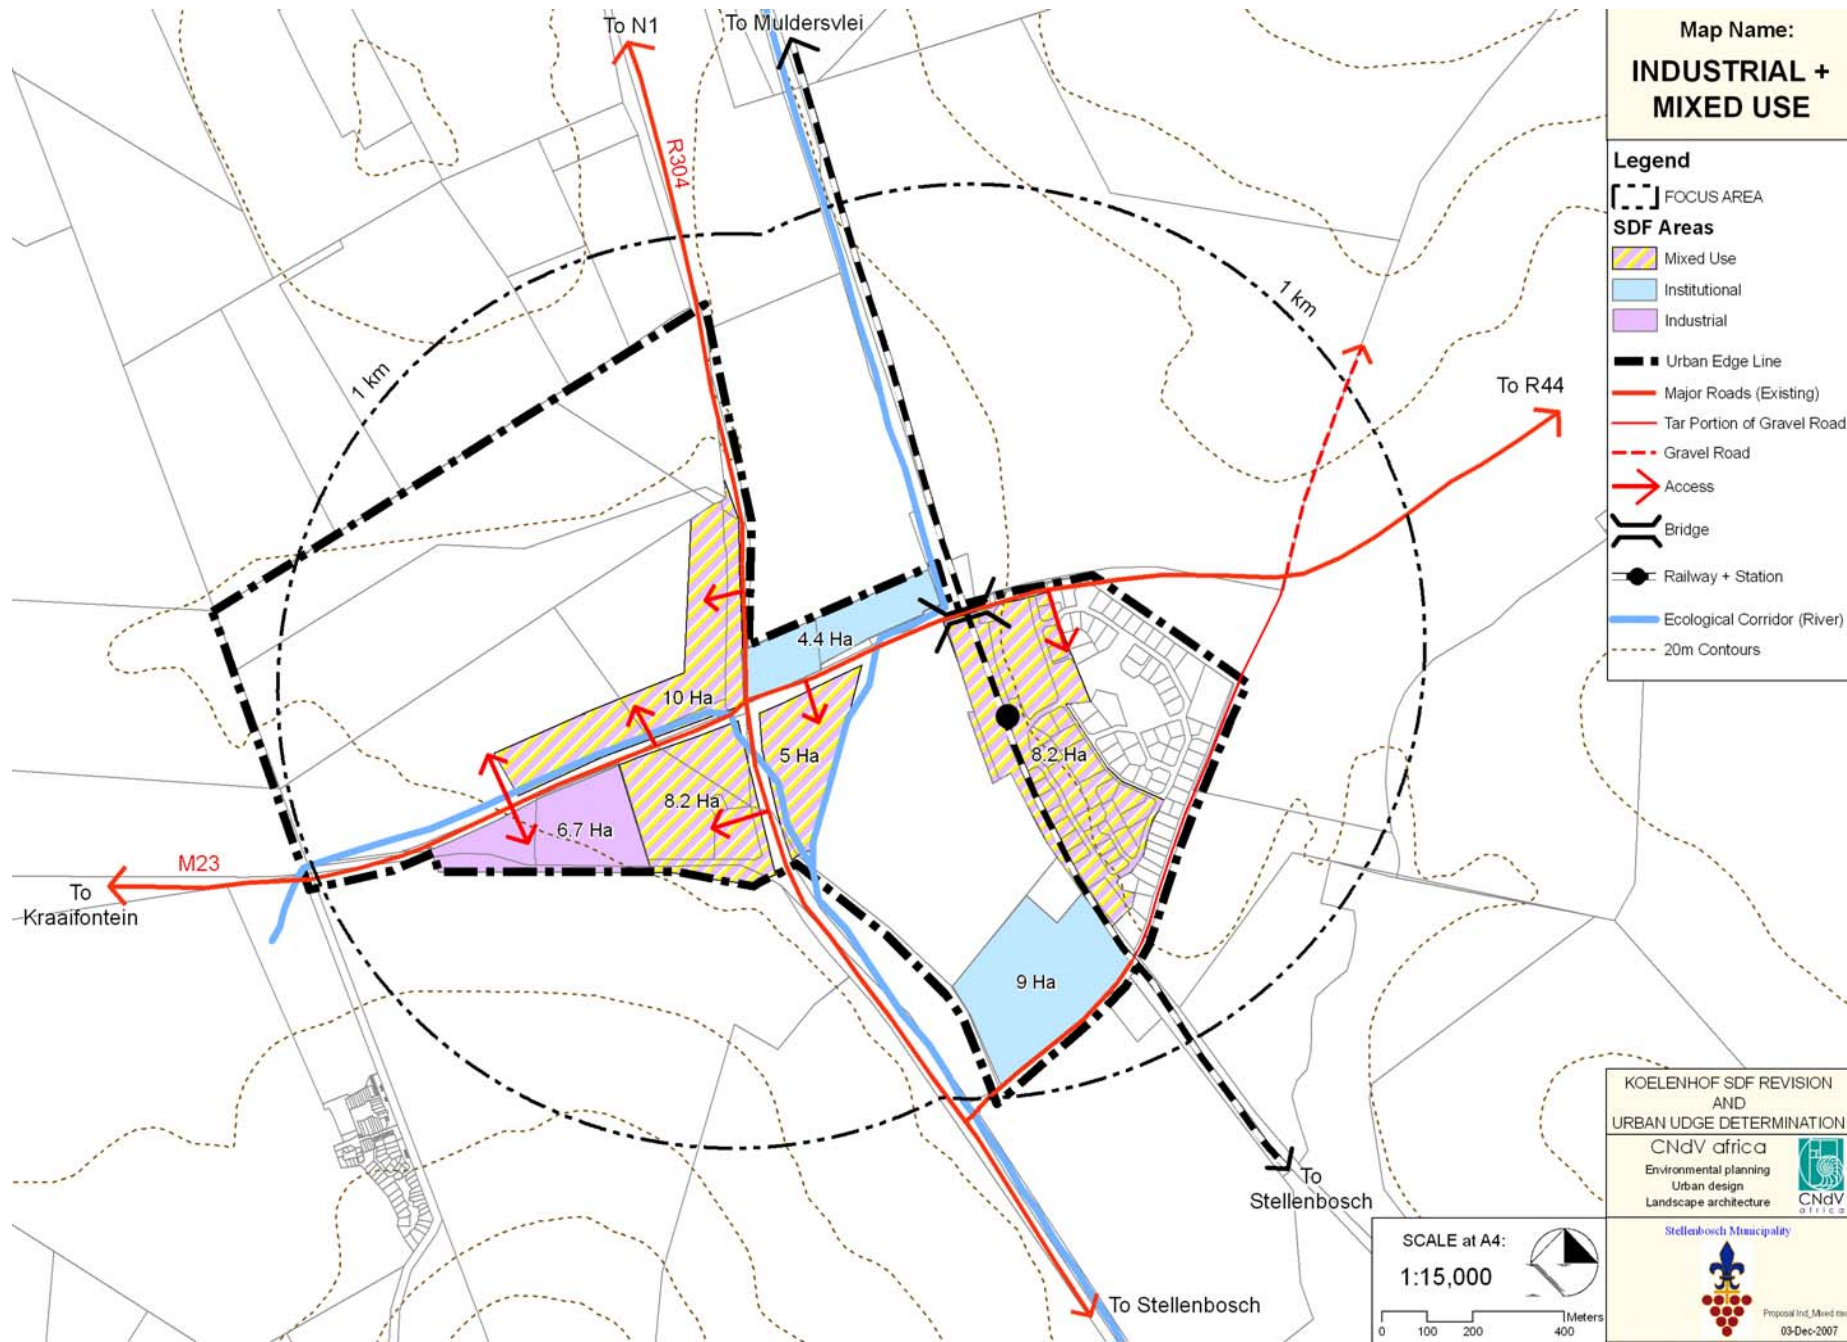 To N1
To Muldersvlei
R304
1 km
1 km
To R44
4.4 Ha
10 Ha
5 Ha
8.2 Ha
8.2 Ha
6.7 Ha
9 Ha
M23
To
Kraaifontein
To
Stellenbosch
To Stellenbosch
Map Name:
INDUSTRIAL +
MIXED USE
Legend
FOCUS AREA
SDF Areas
Mixed Use
Institutional
Industrial
Urban Edge Line
Major Roads (Existing)
Tar Portion of Gravel Road
Gravel Road
Access
Bridge
Railway + Station
Ecological Corridor (River)
20m Contours
KOELENHOF SDF REVISION
AND
URBAN UDGE DETERMINATION
CNdV africa
Environmental planning
Urban design
Landscape architecture
CNdV
africa
Stellenbosch Municipality
Proposal Ind_Mixed
03-Dec-2007
SCALE at A4:
1:15,000
Meters
0 100 200 400